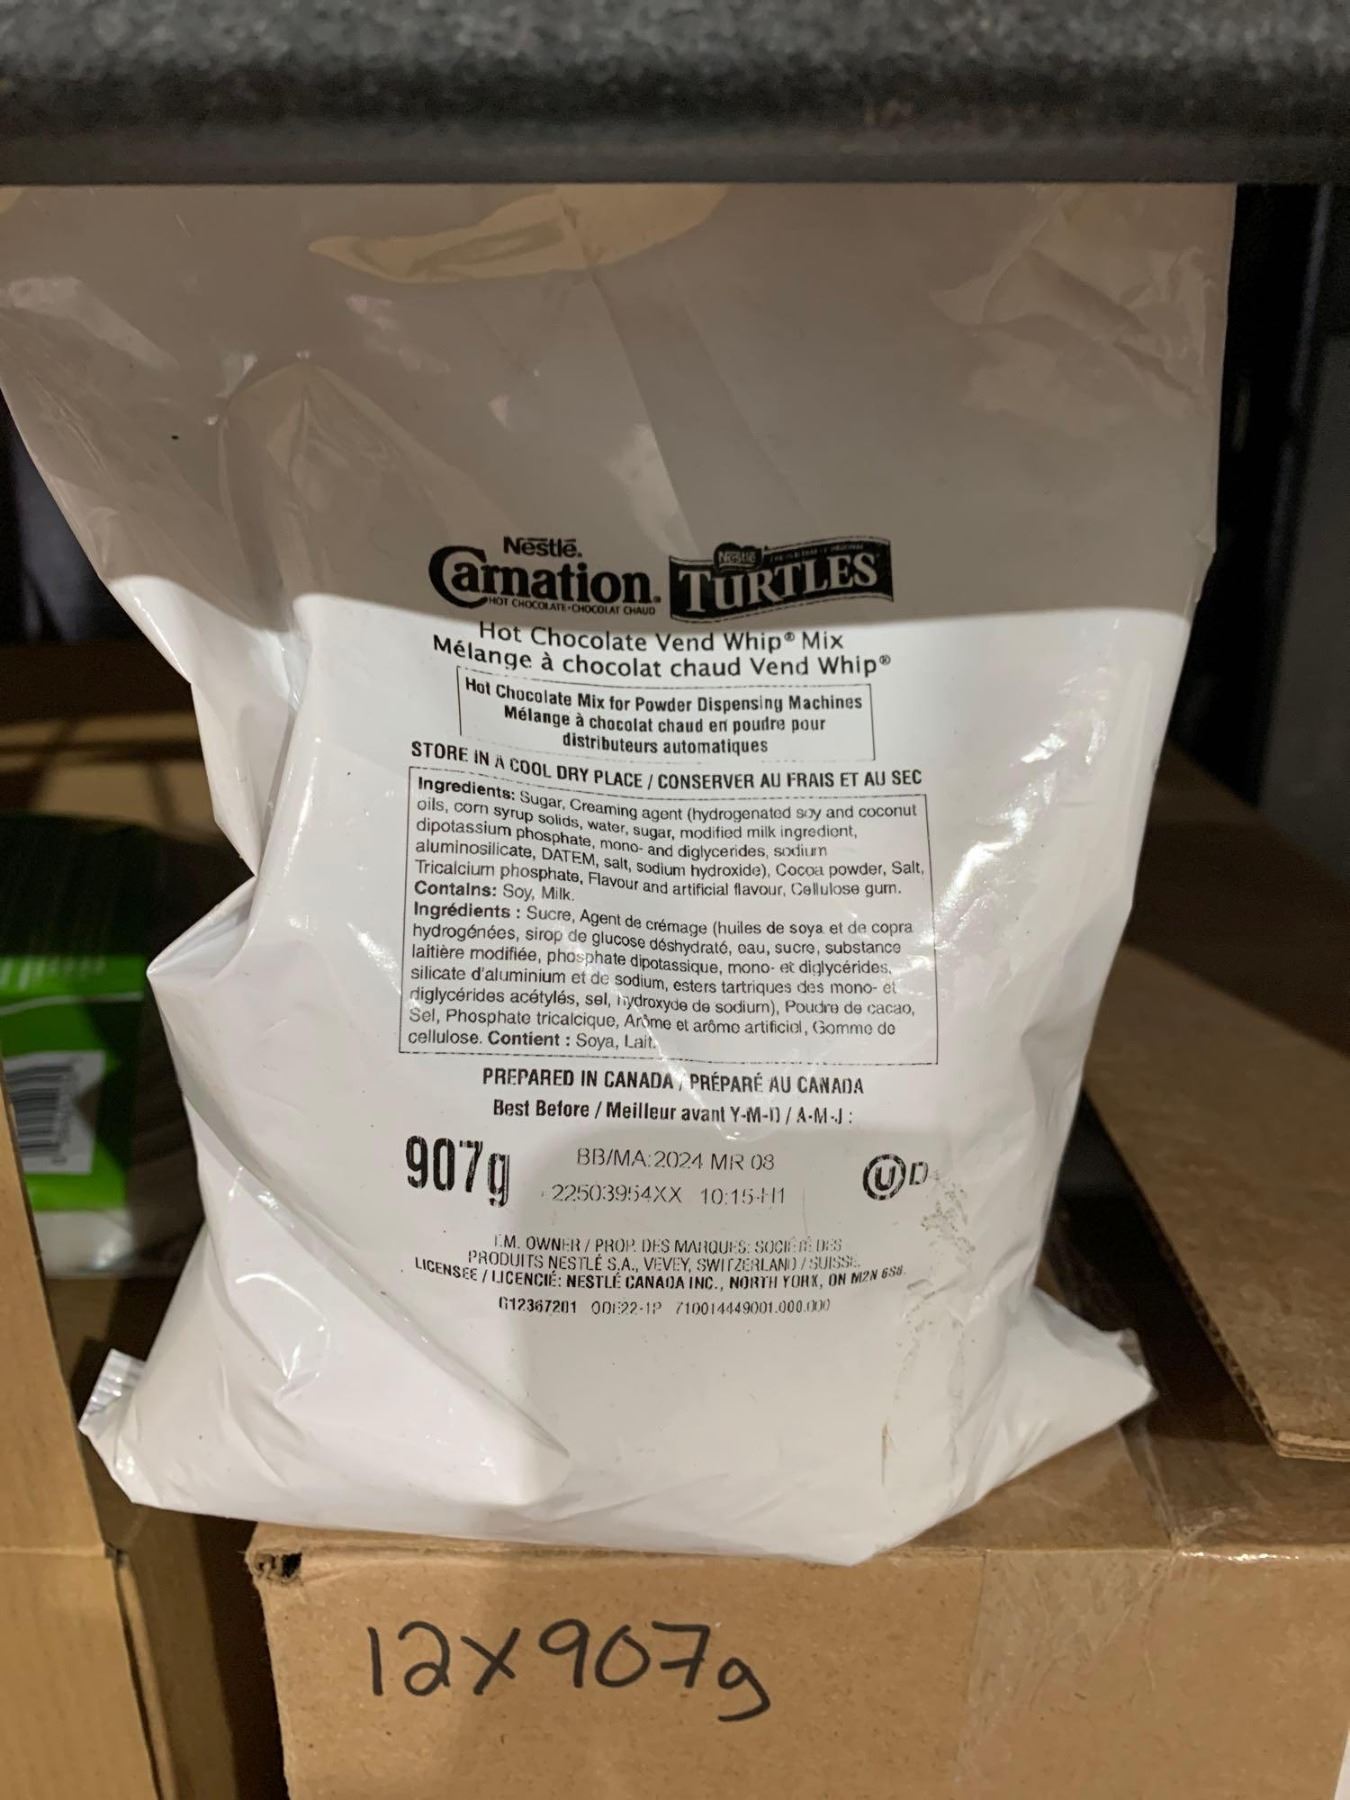 Nestlé.
Carnation.
HOT CHOCOLATE • CHOCOLAT CHAUD
Nestlé
TURTLES
Hot Chocolate Vend Whip® Mix
Mélange à chocolat chaud Vend Whip®
Hot Chocolate Mix for Powder Dispensing Machines
Mélange à chocolat chaud en poudre pour
distributeurs automatiques
STORE IN A COOL DRY PLACE / CONSERVER AU FRAIS ET AU SEC
Ingredients: Sugar, Creaming agent (hydrogenated soy and coconut
oils, corn syrup solids, water, sugar, modified milk ingredient,
dipotassium phosphate, mono- and diglycerides, sodium
aluminosilicate, DATEM, salt, sodium hydroxide), Cocoa powder, Salt,
Tricalcium phosphate, Flavour and artificial flavour, Cellulose gum.
Contains: Soy, Milk.
Ingrédients : Sucre, Agent de crémage (huiles de soya et de copra
hydrogénées, sirop de glucose déshydraté, eau, sucre, substance
laitière modifiée, phosphate dipotassique, mono- et diglycérides,
silicate d'aluminium et de sodium, esters tartriques des mono- et
diglycérides acétylés, sel, hydroxyde de sodium), Poudre de cacao,
Sel, Phosphate tricalcique, Arôme et arôme artificiel, Gomme de
cellulose. Contient : Soya, Lait.
PREPARED IN CANADA / PRÉPARÉ AU CANADA
Best Before / Meilleur avant Y-M-D / A-M-J :
907g
BB/MA:2024 MR 08
22503954XX 10:15-H1
U D
T.M. OWNER / PROP. DES MARQUES: SOCIÉTÉ DES
PRODUITS NESTLÉ S.A., VEVEY, SWITZERLAND / SUISSE.
LICENSEE / LICENCIÉ: NESTLÉ CANADA INC., NORTH YORK, ON M2N 6S8.
G12367201 ODE22-1P 710014449001.000.000
12X907g